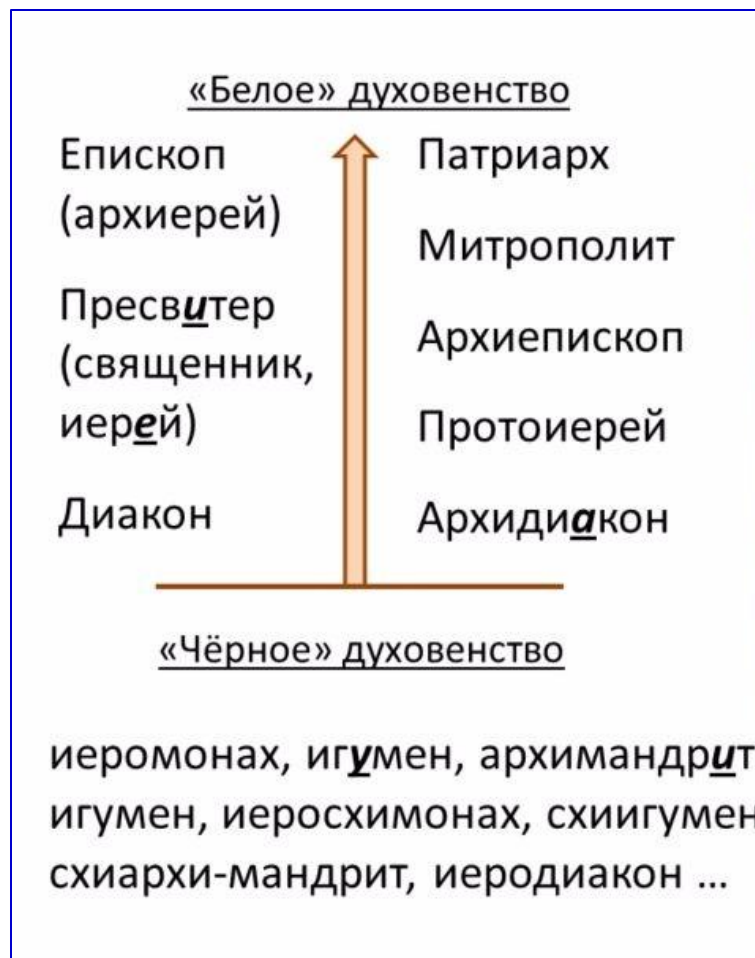 «Белое» духовенство
Епископ
(архиерей)
Пресвитер
(священник,
иерей)
Диакон
Патриарх
Митрополит
Архиепископ
Протоиерей
Архидиакон
«Чёрное» духовенство
иеромонах, игумен, архимандрит
игумен, иеросхимонах, схиигумен
схиархи-мандрит, иеродиакон ...